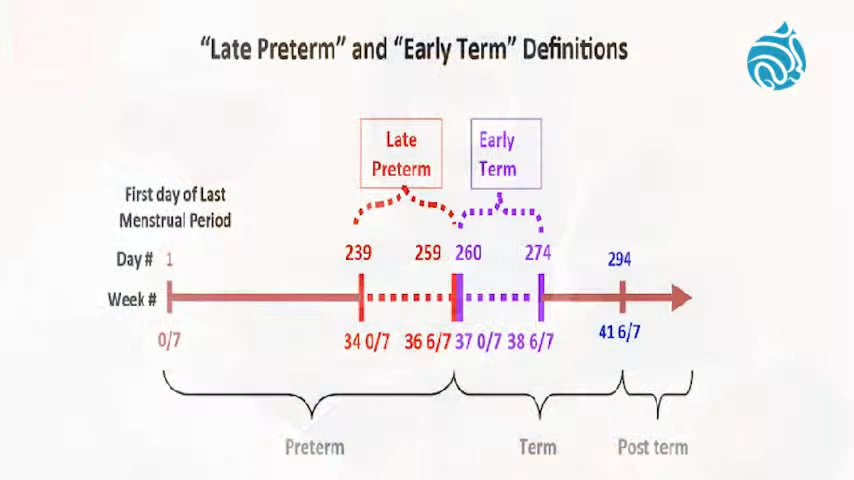 “Late Preterm” and “Early Term” Definitions
Late
Preterm
Early
Term
First day of Last
Menstrual Period
Day # 1 239 259 260 274 294
Week #
0/7 34 0/7 36 6/7 37 0/7 38 6/7 41 6/7
Preterm Term Post term